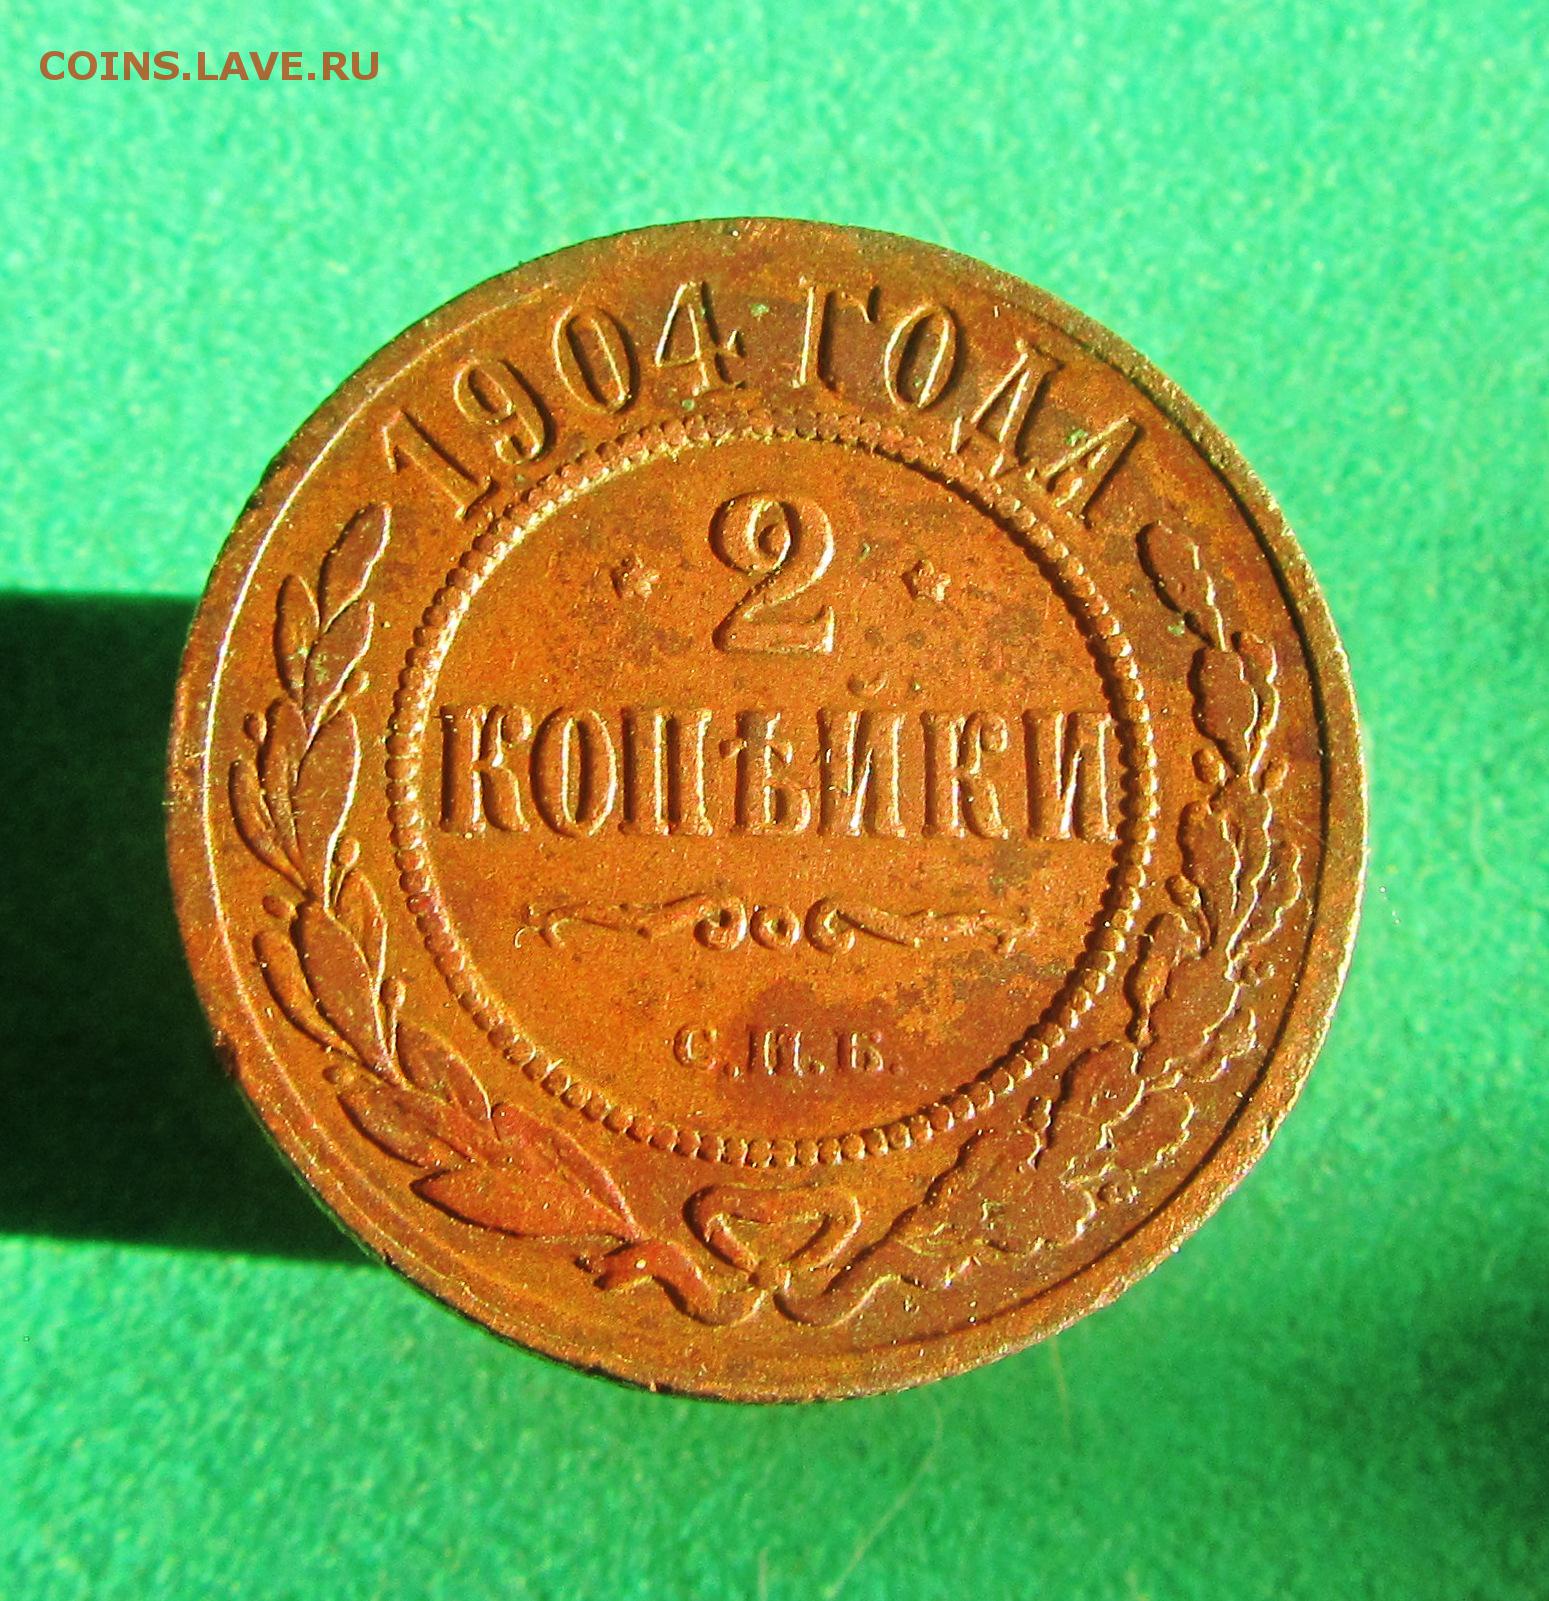 COINS.LAVE.RU
1904 ГОДА
2
КОПѢЙКИ
С.П.Б.